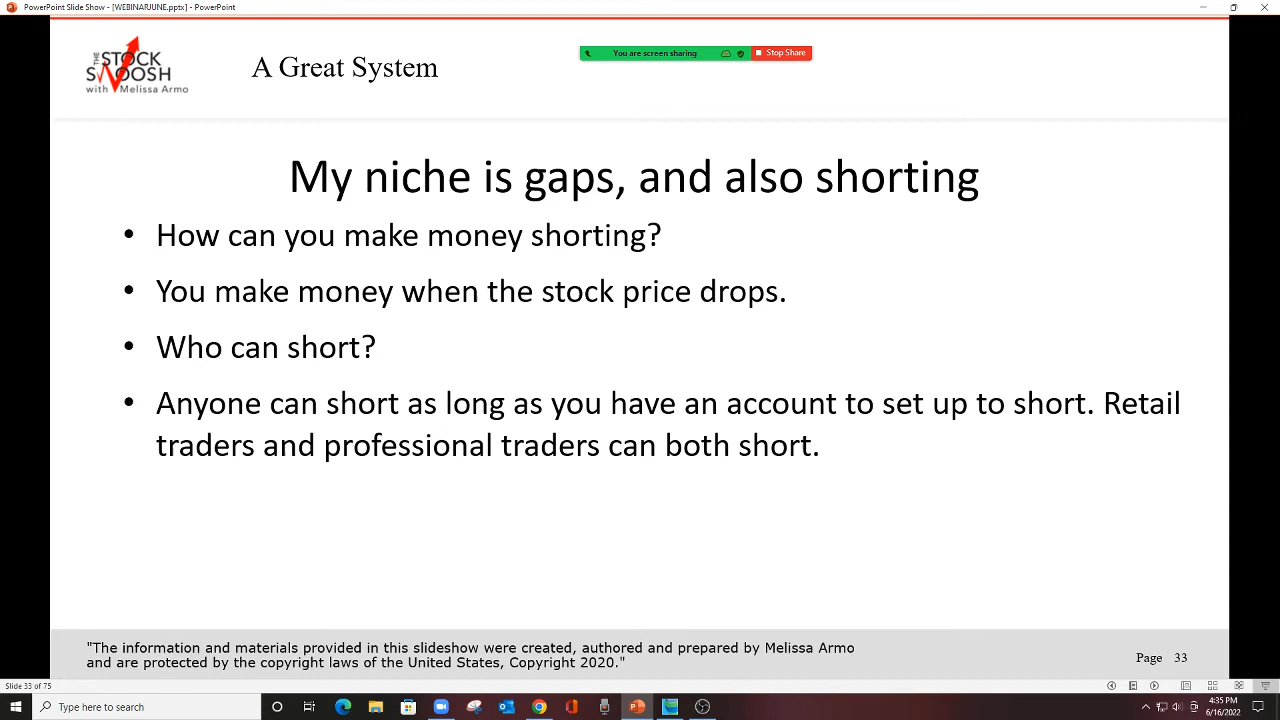 PowerPoint Slide Show - [WEBINARJUNE.pptx] - PowerPoint
You are screen sharing
Stop Share
THE
STOCK
SWOOSH
with Melissa Armo
A Great System
My niche is gaps, and also shorting
• How can you make money shorting?
• You make money when the stock price drops.
• Who can short?
• Anyone can short as long as you have an account to set up to short. Retail
traders and professional traders can both short.
"The information and materials provided in this slideshow were created, authored and prepared by Melissa Armo
and are protected by the copyright laws of the United States, Copyright 2020."
Page 33
Slide 33 of 75
Type here to search
4:35 PM
6/16/2022